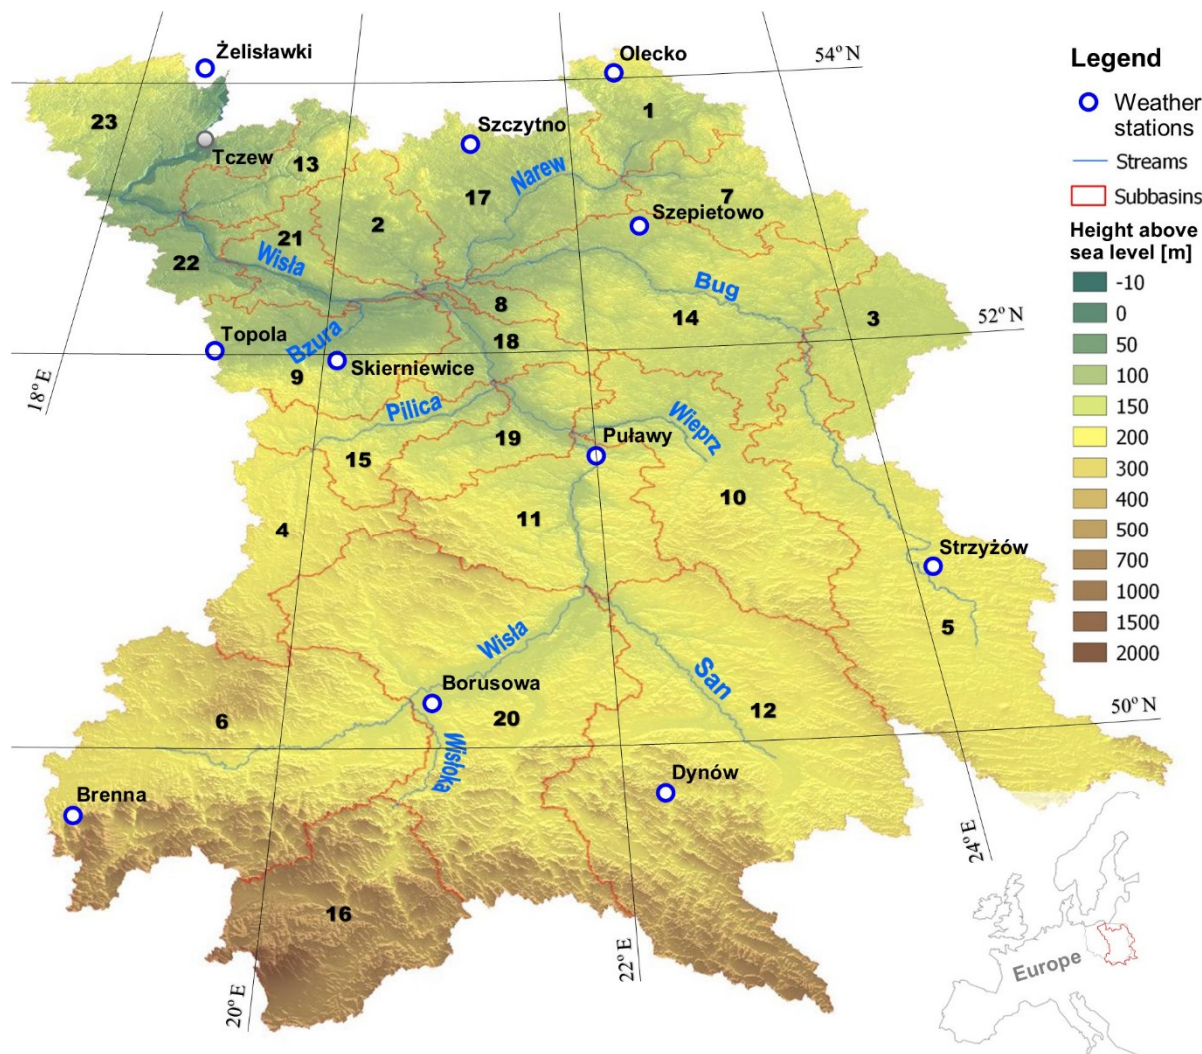 Żelisławki
Olecko
54° N
23
1
Szczytno
Tczew
13
17
Narew
7
2
Szepietowo
21
Wisła
22
Bug
8
14
3
52° N
18
Topola
Bzura
Skierniewice
9
18° E
Pilica
Wieprz
19
Puławy
15
10
11
4
Strzyżów
5
Wisła
San
Borusowa
20
12
6
50° N
Wisłoka
Dynów
Brenna
24° E
16
22° E
20° E
Legend
Weather
stations
Streams
Subbasins
Height above
sea level [m]
-10
0
50
100
150
200
300
400
500
700
1000
1500
2000
Europe